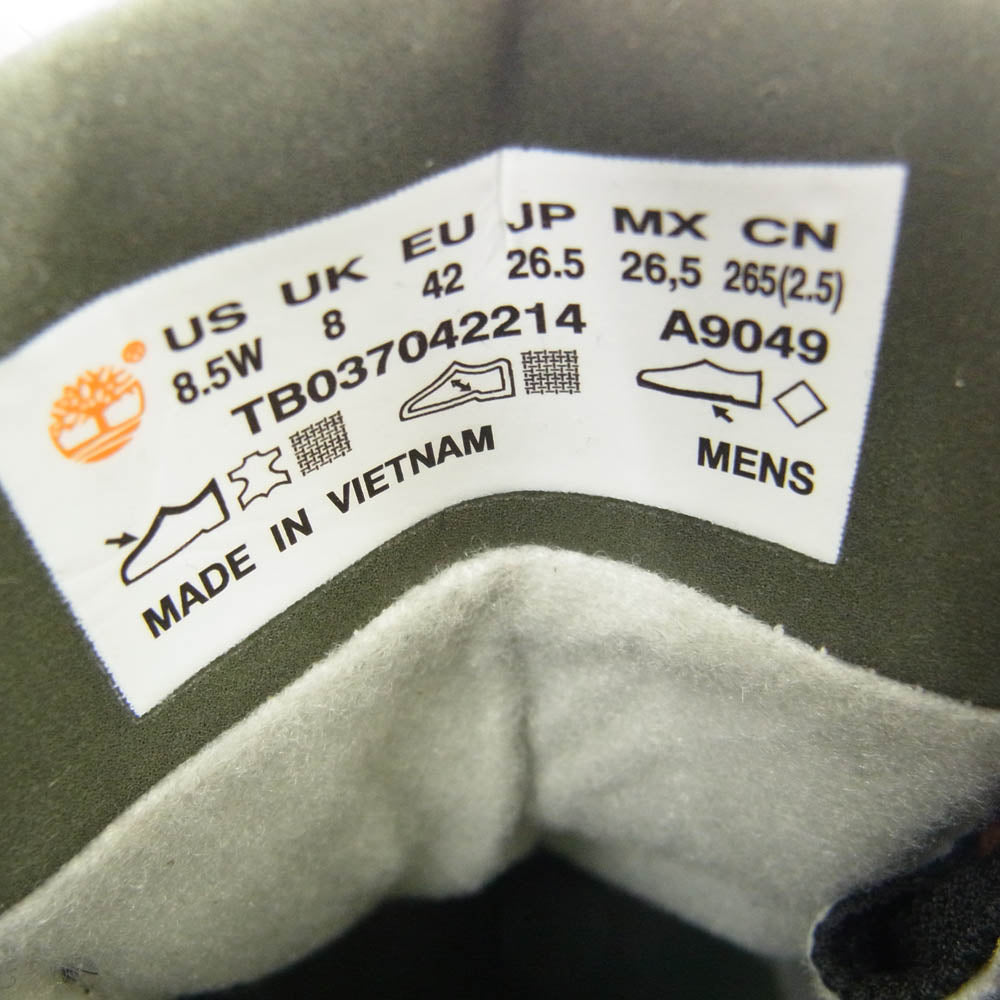 US UK EU JP MX CN
8.5W 8 42 26.5 26,5 265(2.5)
TB037042214 A9049
MADE IN VIETNAM MENS